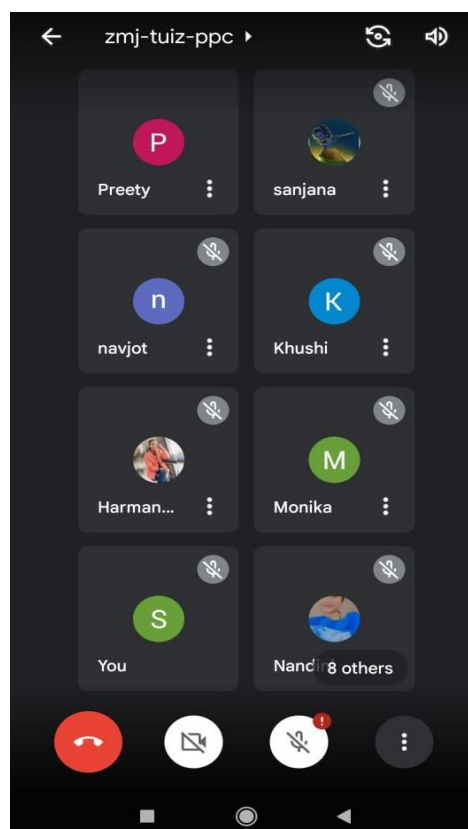 zmj-tuiz-ppc
P
Preety
sanjana
n
navjot
K
Khushi
Harman...
M
Monika
S
You
8 others